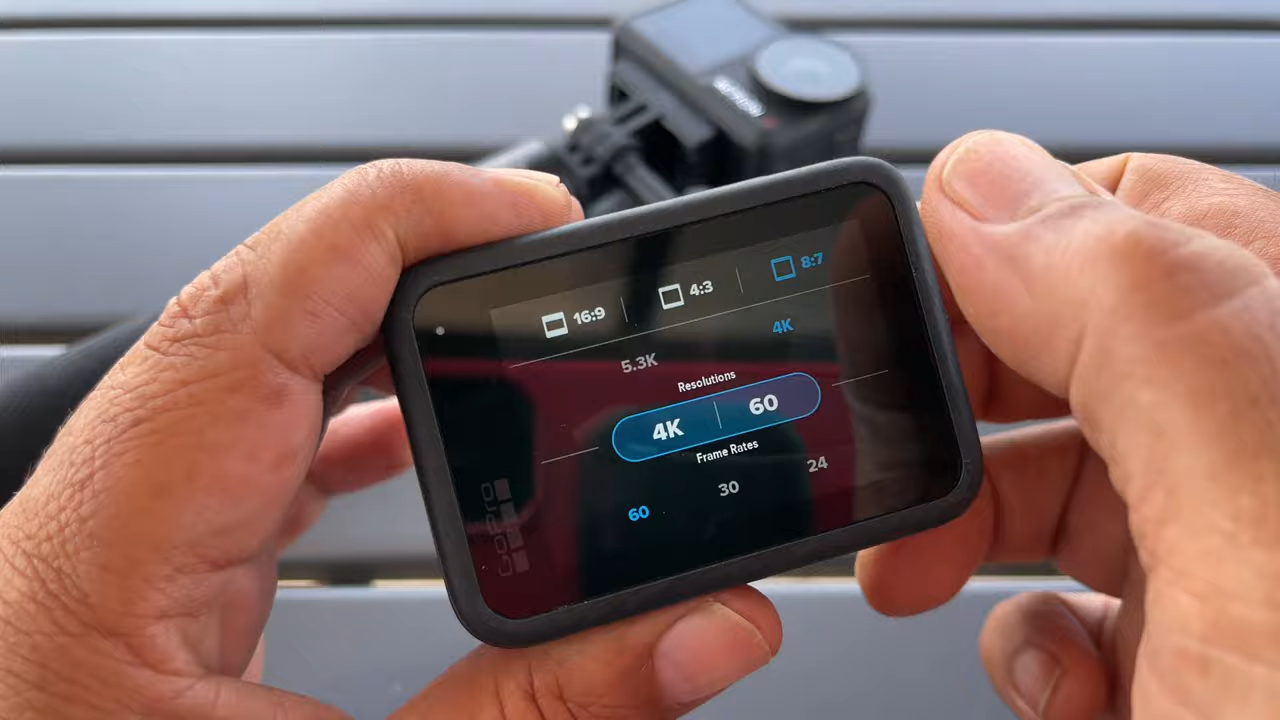 16:9 | 4:3 | 8:7
5.3K 4K
Resolutions
4K | 60
Frame Rates
60 30 24
GoPro